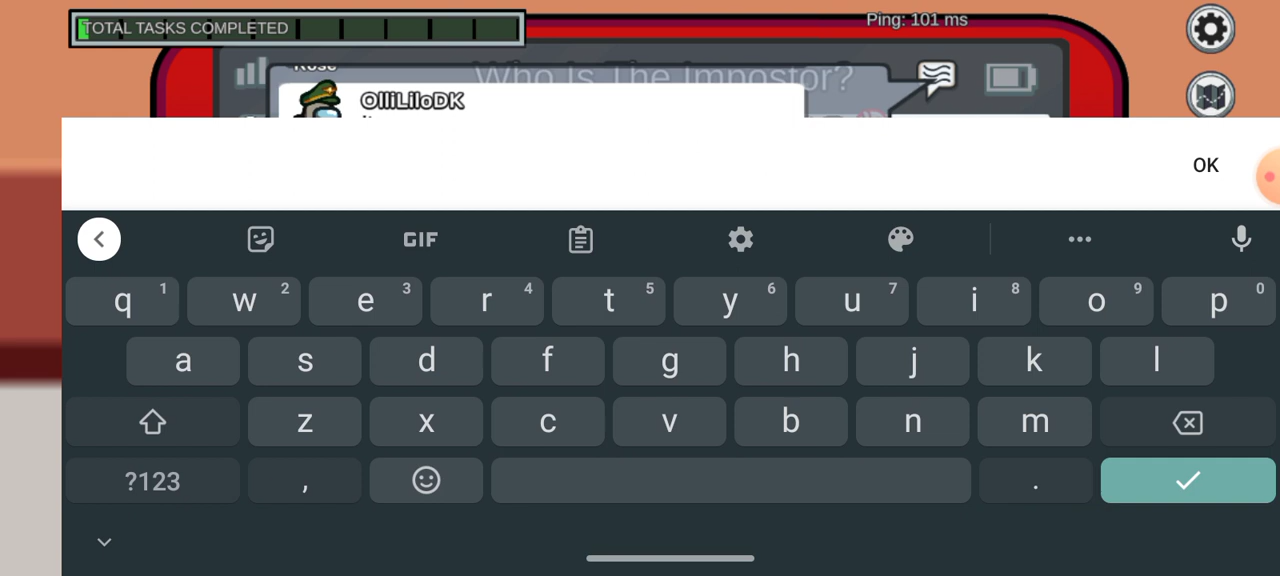 TOTAL TASKS COMPLETED
Ping: 101 ms
Who Is The Impostor?
Rose
OlliLiloDK
OK
GIF
q 1 w 2 e 3 r 4 t 5 y 6 u 7 i 8 o 9 p 0
a s d f g h j k l
z x c v b n m
?123 , .